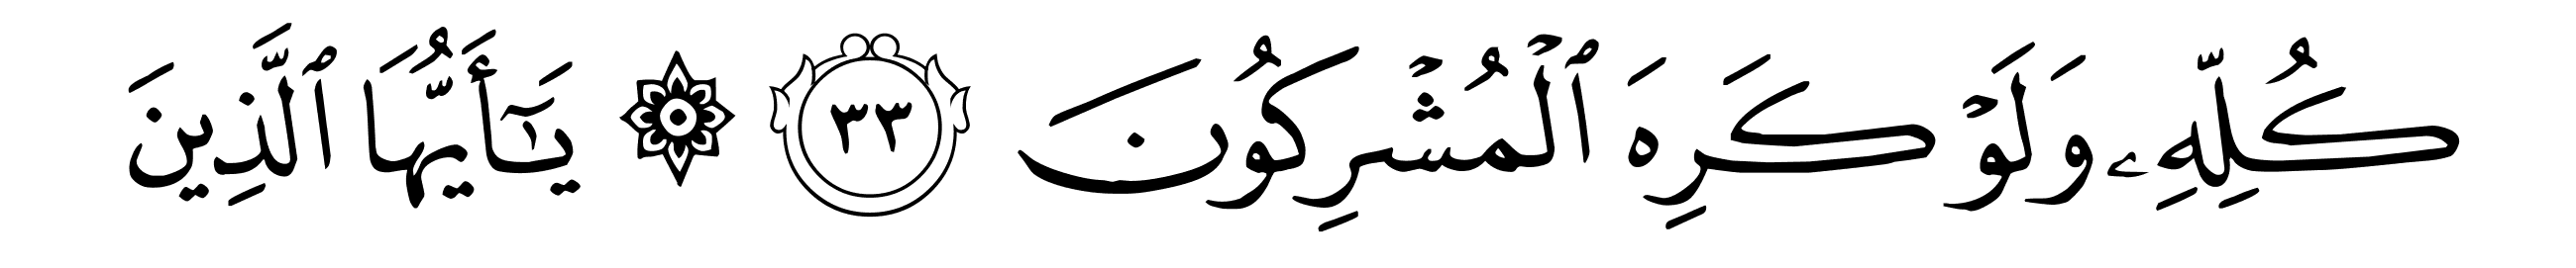 كُلِّهِۦ وَلَوۡ كَرِهَ ٱلۡمُشۡرِكُونَ ٣٣ ۞ يَـٰٓأَيُّهَا ٱلَّذِينَ